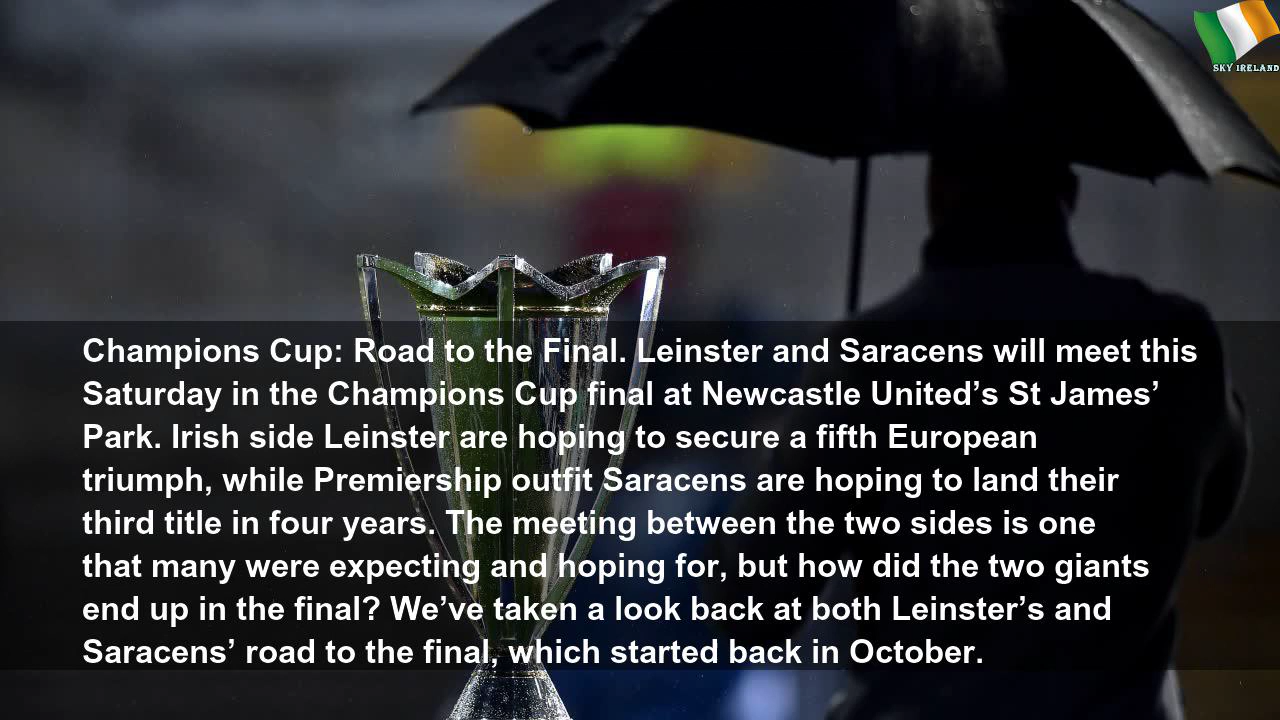 SKY IRELAND
Champions Cup: Road to the Final. Leinster and Saracens will meet this
Saturday in the Champions Cup final at Newcastle United’s St James’
Park. Irish side Leinster are hoping to secure a fifth European
triumph, while Premiership outfit Saracens are hoping to land their
third title in four years. The meeting between the two sides is one
that many were expecting and hoping for, but how did the two giants
end up in the final? We’ve taken a look back at both Leinster’s and
Saracens’ road to the final, which started back in October.